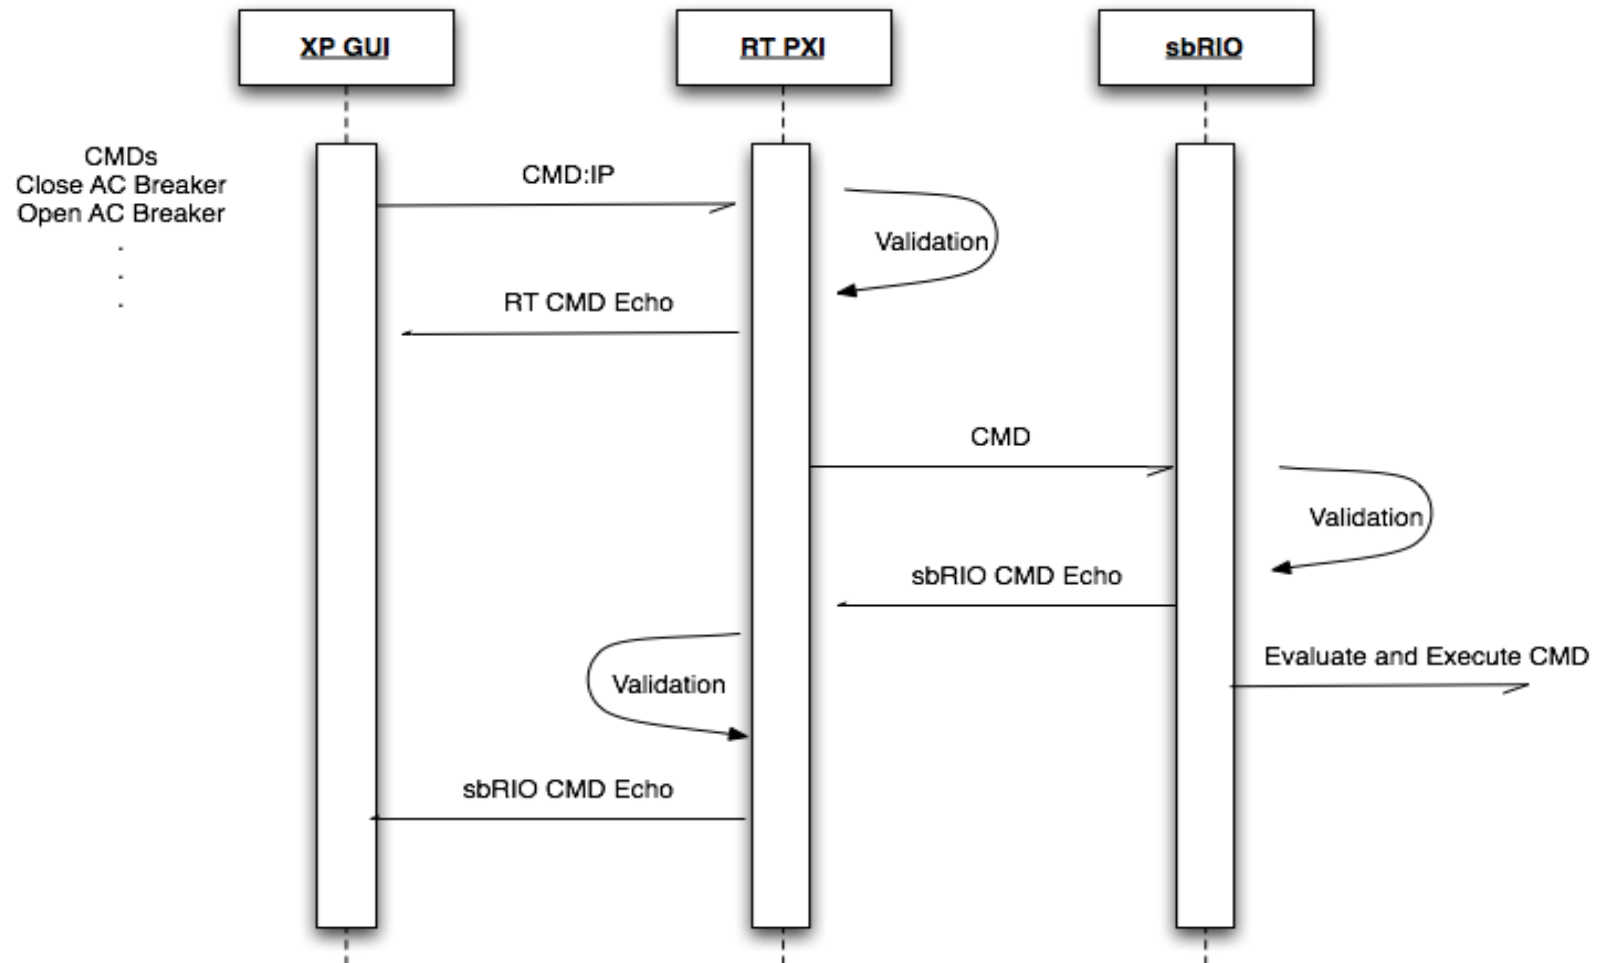 XP GUI
RT PXI
sbRIO
CMDs
Close AC Breaker
Open AC Breaker
.
.
.
CMD:IP
Validation
RT CMD Echo
CMD
Validation
sbRIO CMD Echo
Evaluate and Execute CMD
Validation
sbRIO CMD Echo